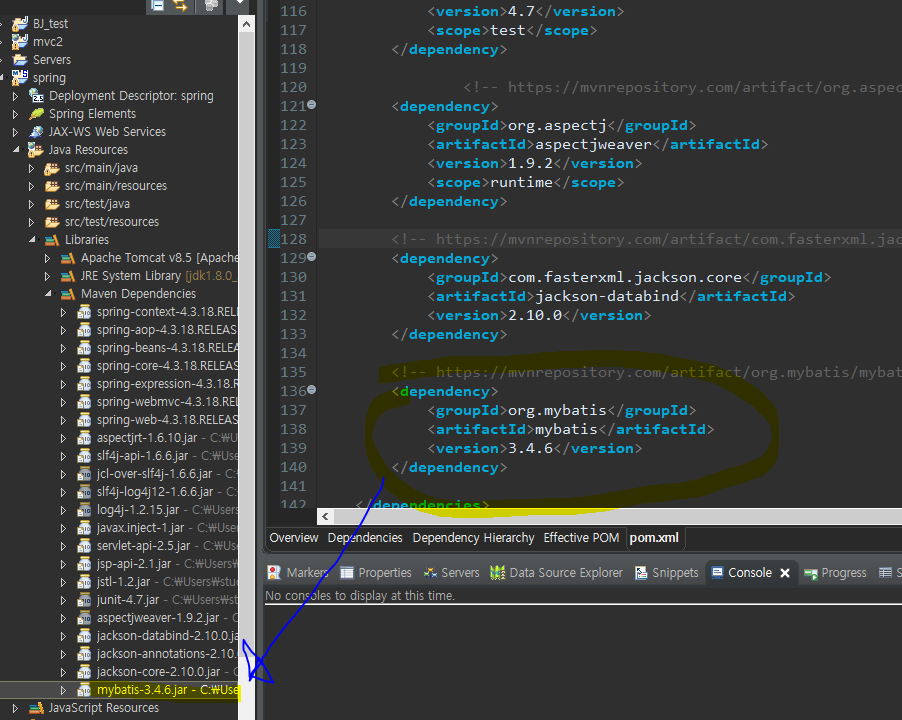 BJ_test
mvc2
Servers
spring
Deployment Descriptor: spring
Spring Elements
JAX-WS Web Services
Java Resources
src/main/java
src/main/resources
src/test/java
src/test/resources
Libraries
Apache Tomcat v8.5 [Apache
JRE System Library [jdk1.8.0_
Maven Dependencies
spring-context-4.3.18.RELEAS
spring-aop-4.3.18.RELEAS
spring-beans-4.3.18.RELEA
spring-core-4.3.18.RELEAS
spring-expression-4.3.18.REL
spring-webmvc-4.3.18.RELE
spring-web-4.3.18.RELEAS
aspectjrt-1.6.10.jar - C:₩U
slf4j-api-1.6.6.jar - C:₩Use
jcl-over-slf4j-1.6.6.jar - C:
slf4j-log4j12-1.6.6.jar - C
log4j-1.2.15.jar - C:₩Users
javax.inject-1.jar - C:₩User
servlet-api-2.5.jar - C:₩Us
jsp-api-2.1.jar - C:₩Users
jstl-1.2.jar - C:₩Users₩stu
junit-4.7.jar - C:₩Users₩st
aspectjweaver-1.9.2.jar - C
jackson-databind-2.10.0.ja
jackson-annotations-2.10.
jackson-core-2.10.0.jar - C
mybatis-3.4.6.jar - C:₩Use
JavaScript Resources
116 <version>4.7</version>
117 <scope>test</scope>
118 </dependency>
119
120 <!-- https://mvnrepository.com/artifact/org.aspec
121 <dependency>
122 <groupId>org.aspectj</groupId>
123 <artifactId>aspectjweaver</artifactId>
124 <version>1.9.2</version>
125 <scope>runtime</scope>
126 </dependency>
127
128 <!-- https://mvnrepository.com/artifact/com.fasterxml.jac
129 <dependency>
130 <groupId>com.fasterxml.jackson.core</groupId>
131 <artifactId>jackson-databind</artifactId>
132 <version>2.10.0</version>
133 </dependency>
134
135 <!-- https://mvnrepository.com/artifact/org.mybatis/mybat
136 <dependency>
137 <groupId>org.mybatis</groupId>
138 <artifactId>mybatis</artifactId>
139 <version>3.4.6</version>
140 </dependency>
141
142 </dependencies>
Overview Dependencies Dependency Hierarchy Effective POM pom.xml
Markers Properties Servers Data Source Explorer Snippets Console Progress S
No consoles to display at this time.